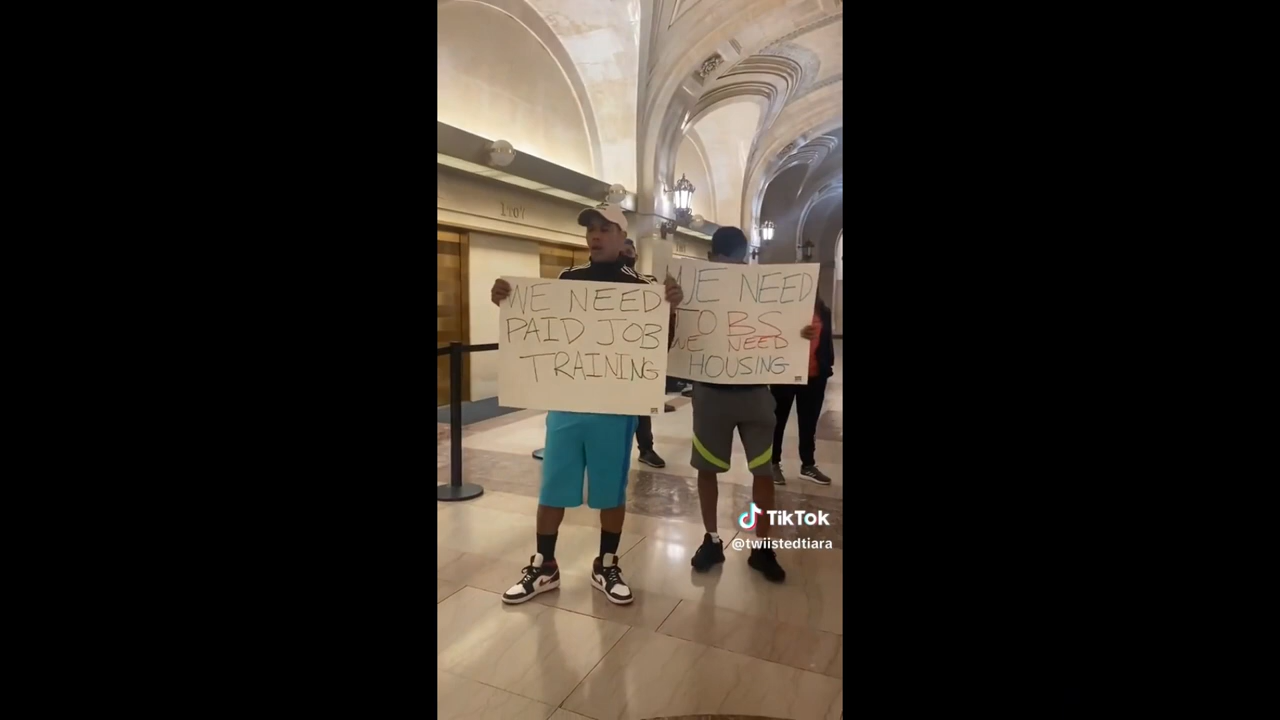 WE NEED
PAID JOB
TRAINING
WE NEED
JOBS
WE NEED
HOUSING
TikTok
@twiistedtiara